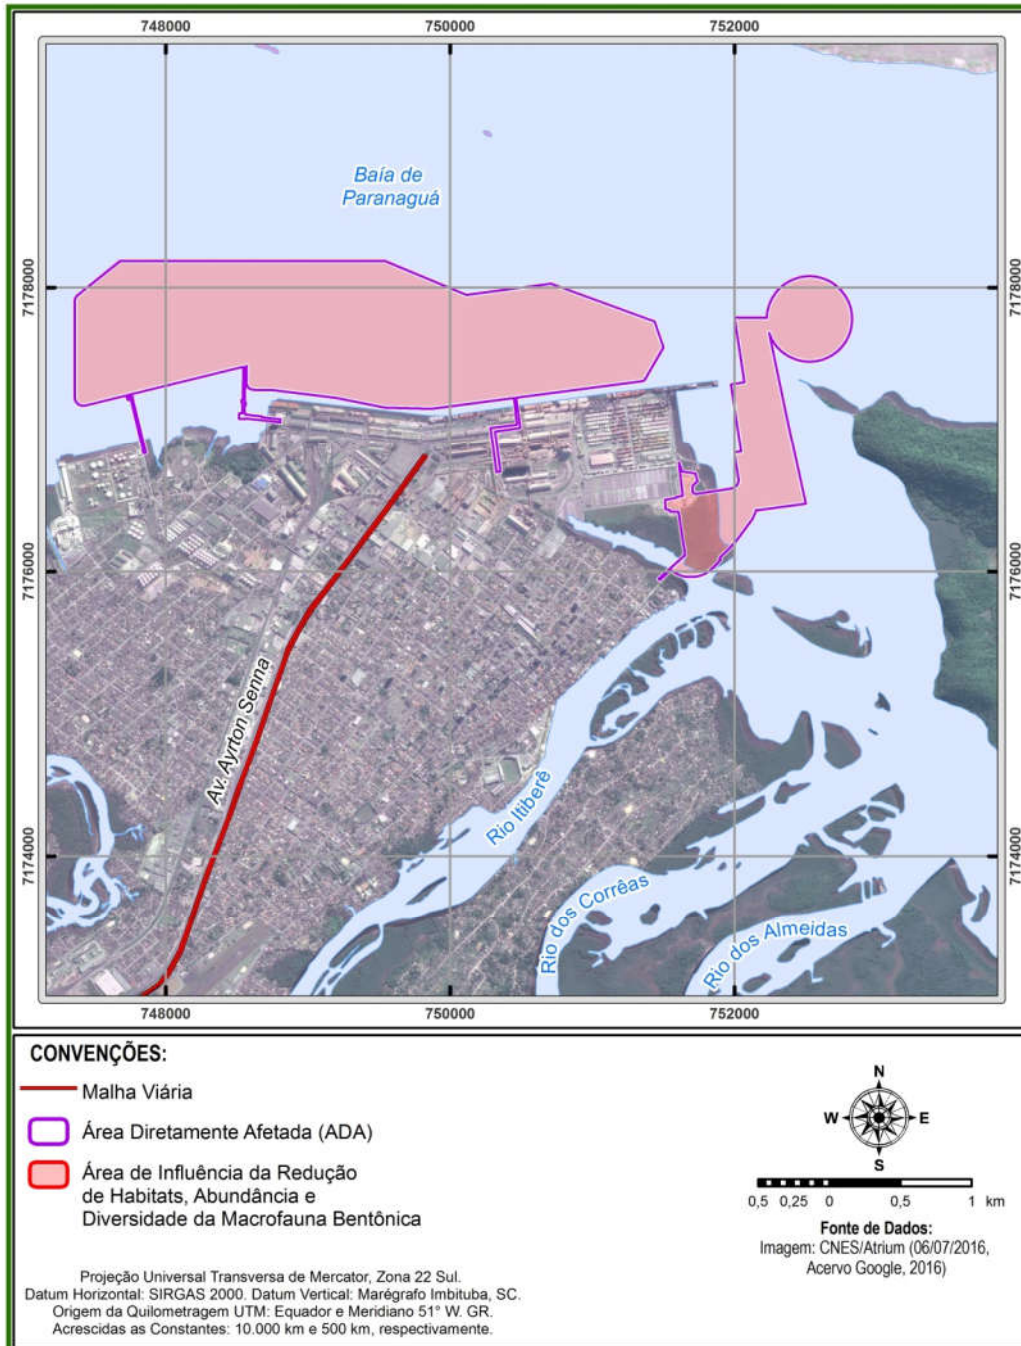 748000
750000
752000
Baía de
Paranaguá
7178000
7178000
7176000
7176000
Av. Ayrton Senna
Rio Itiberê
7174000
7174000
Rio dos Corrêas
Rio dos Almeidas
748000
750000
752000
CONVENÇÕES:
Malha Viária
Área Diretamente Afetada (ADA)
Área de Influência da Redução
de Habitats, Abundância e
Diversidade da Macrofauna Bentônica
N
W E
S
0,5 0,25 0 0,5 1 km
Fonte de Dados:
Imagem: CNES/Atrium (06/07/2016,
Acervo Google, 2016)
Projeção Universal Transversa de Mercator, Zona 22 Sul.
Datum Horizontal: SIRGAS 2000. Datum Vertical: Marégrafo Imbituba, SC.
Origem da Quilometragem UTM: Equador e Meridiano 51° W. GR.
Acrescidas as Constantes: 10.000 km e 500 km, respectivamente.